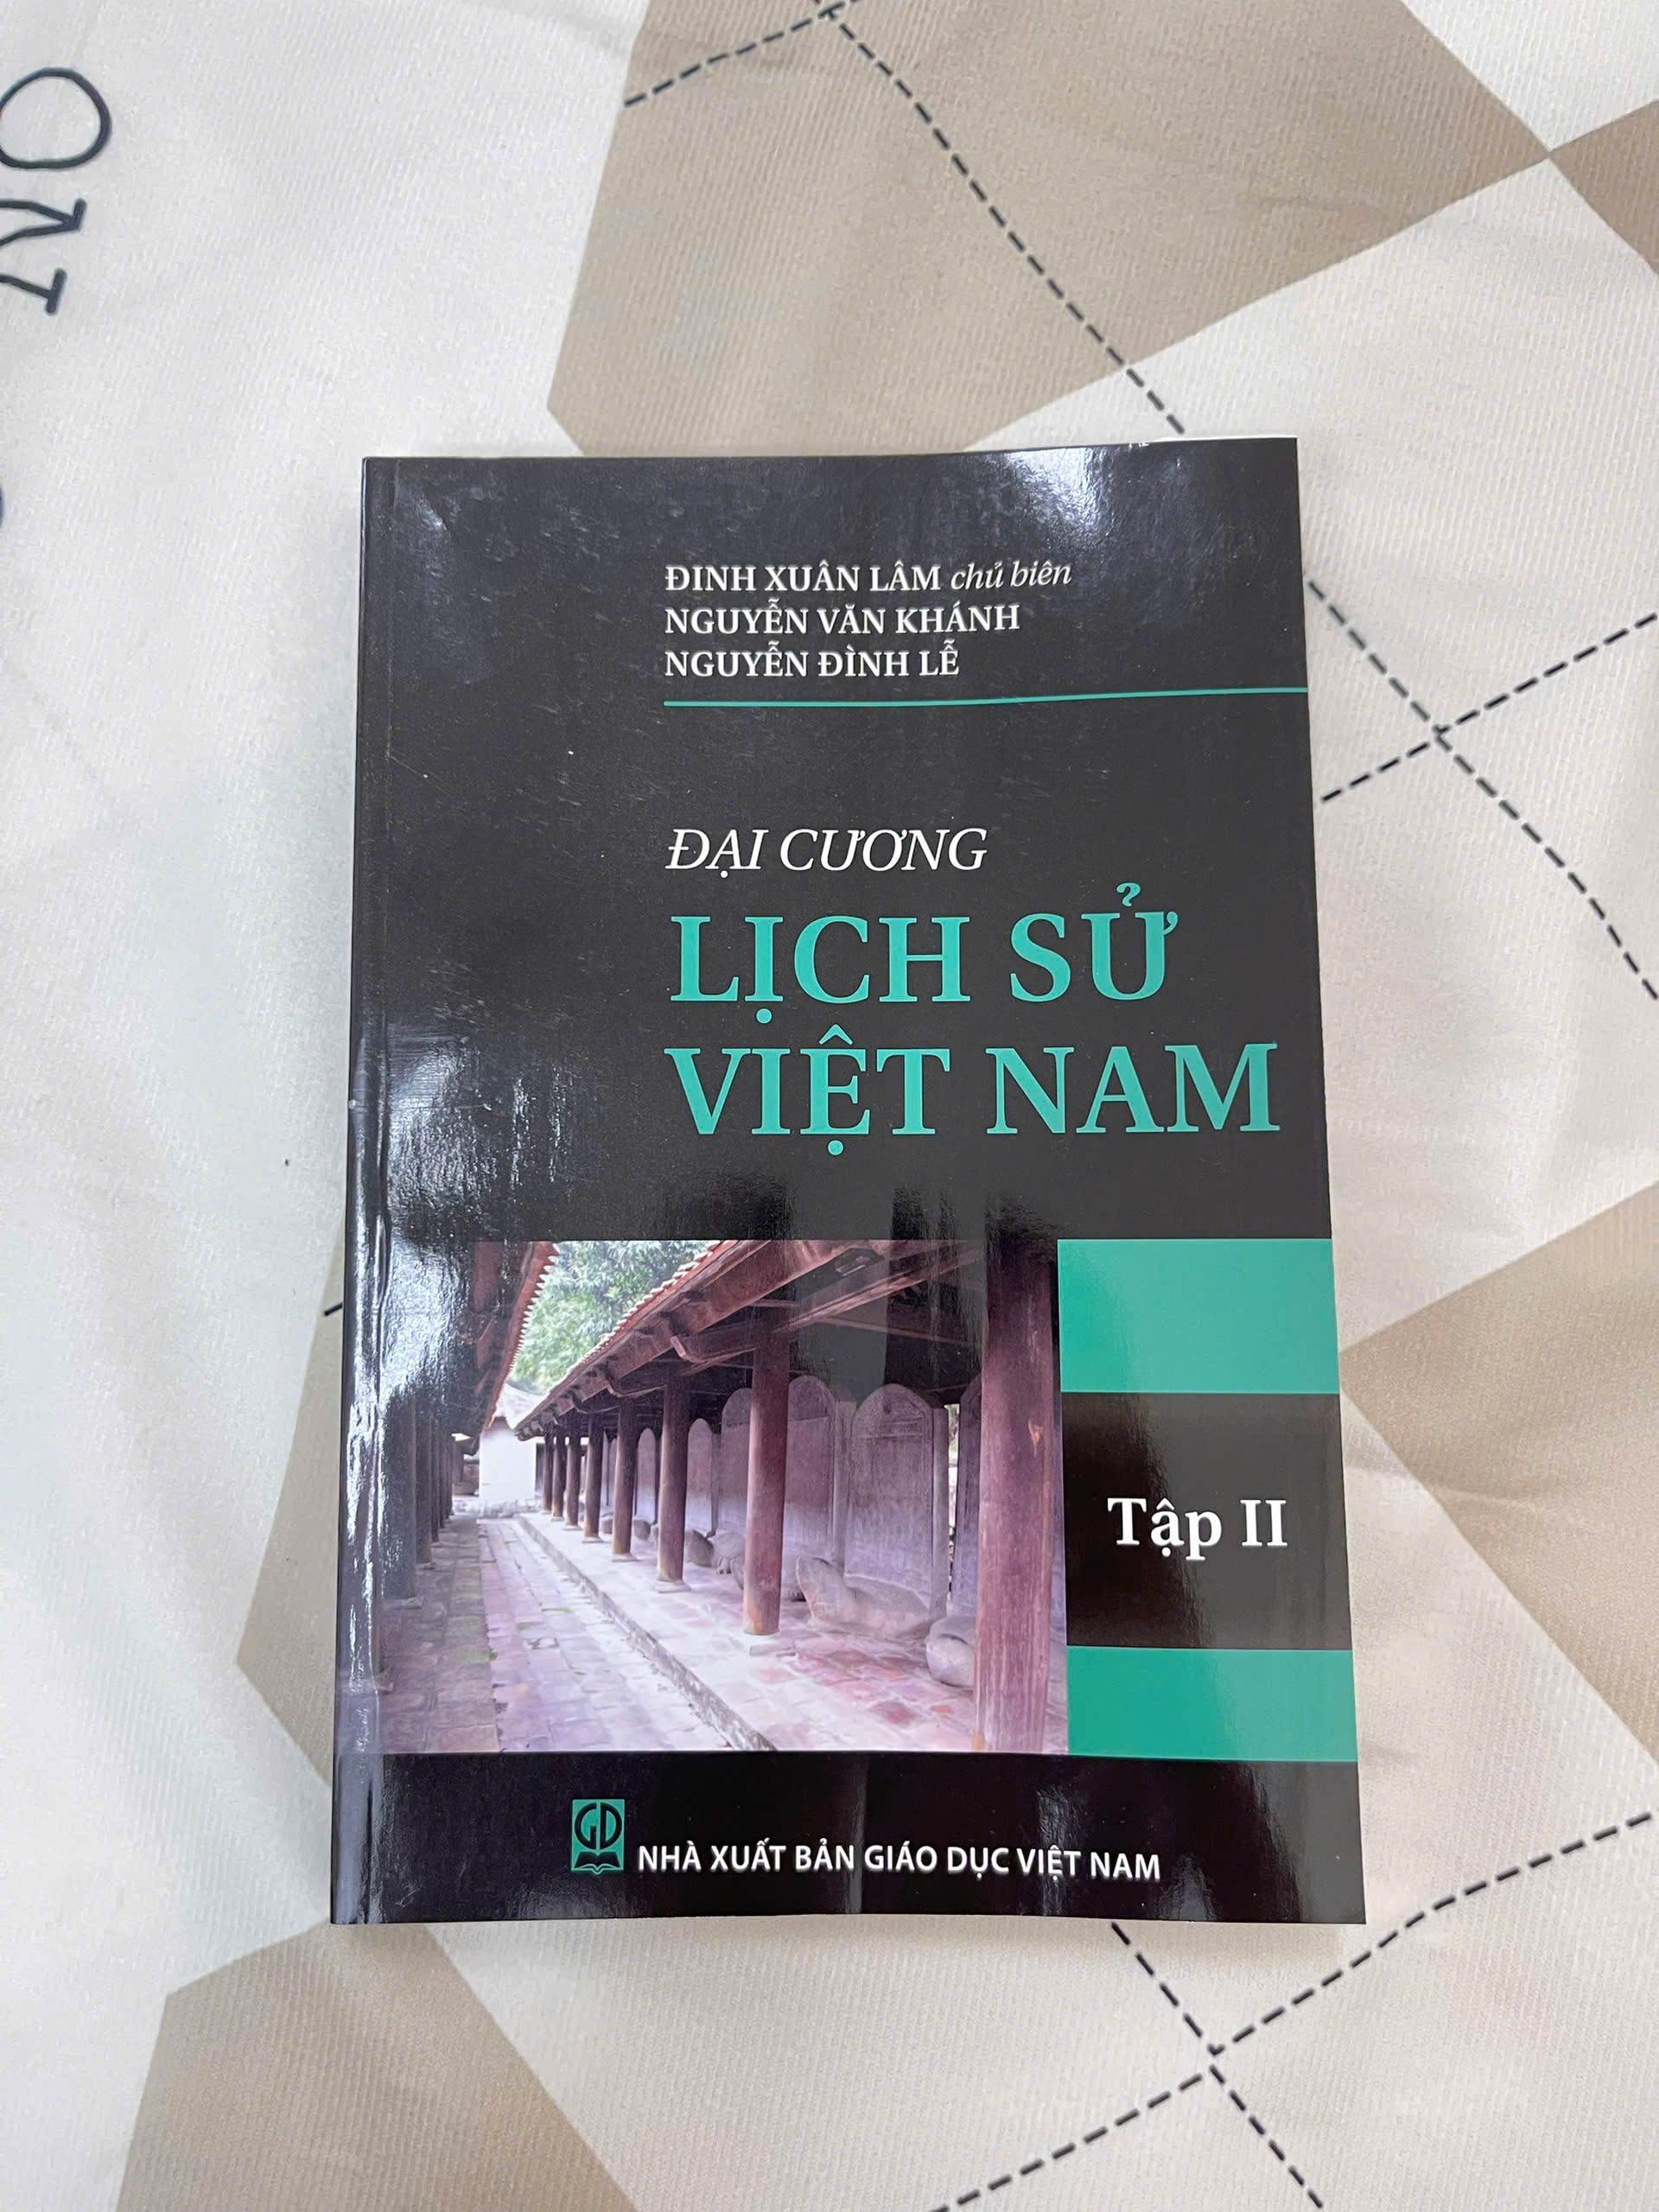 NO
ĐINH XUÂN LÂM chủ biên
NGUYỄN VĂN KHÁNH
NGUYỄN ĐÌNH LỄ
ĐẠI CƯƠNG
LỊCH SỬ
VIỆT NAM
Tập II
GD
NHÀ XUẤT BẢN GIÁO DỤC VIỆT NAM